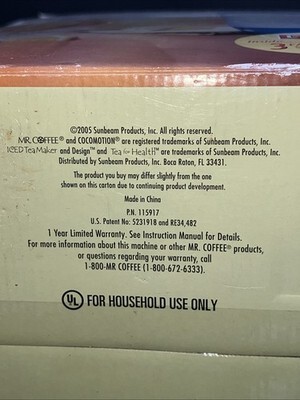 ©2005 Sunbeam Products, Inc. All rights reserved.
MR. COFFEE® and COCOMOTION® are registered trademarks of Sunbeam Products, Inc.
ICED Tea Maker and Design™ and Tea for Health™ are trademarks of Sunbeam Products, Inc.
Distributed by Sunbeam Products, Inc. Boca Raton, FL 33431.
The product you buy may differ slightly from the one
shown on this carton due to continuing product development.
Made in China
P.N. 115917
U.S. Patent No: 5231918 and RE34,482
1 Year Limited Warranty. See Instruction Manual for Details.
For more information about this machine or other MR. COFFEE® products,
or questions regarding your warranty, call
1-800-MR COFFEE (1-800-672-6333).
UL FOR HOUSEHOLD USE ONLY